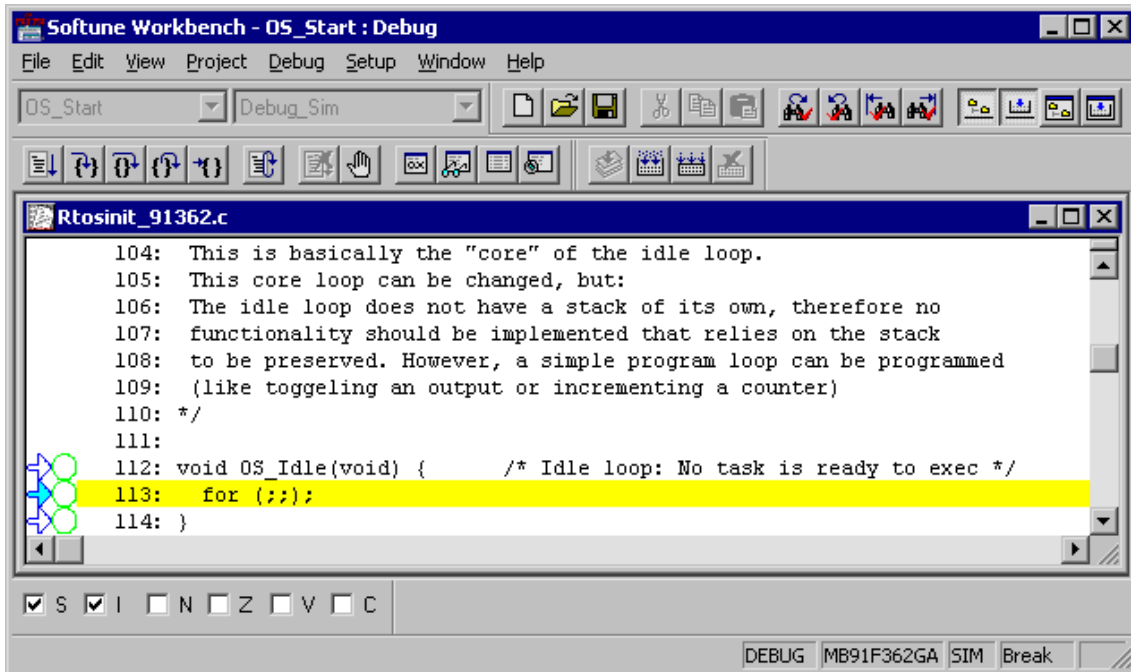 Softune Workbench - OS_Start : Debug
File Edit View Project Debug Setup Window Help
OS_Start Debug_Sim
Rtosinit_91362.c
104: This is basically the "core" of the idle loop.
105: This core loop can be changed, but:
106: The idle loop does not have a stack of its own, therefore no
107: functionality should be implemented that relies on the stack
108: to be preserved. However, a simple program loop can be programmed
109: (like toggeling an output or incrementing a counter)
110: */
111:
112: void OS_Idle(void) { /* Idle loop: No task is ready to exec */
113: for (;;);
114: }
S I N Z V C
DEBUG MB91F362GA SIM Break